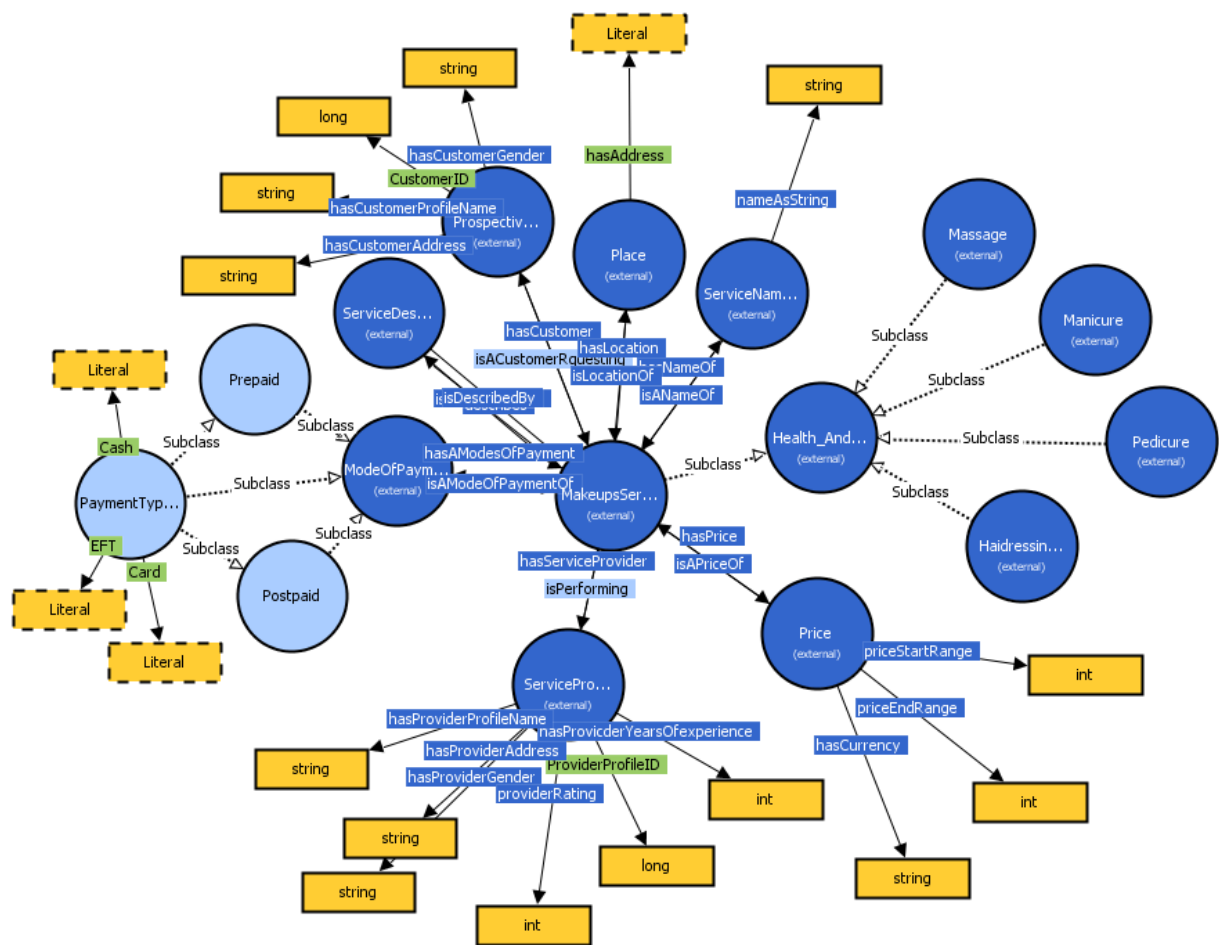 Literal
string
string
long
hasCustomerGender
hasAddress
CustomerID
string
nameAsString
hasCustomerProfileName
Prospectiv...
(external)
Massage
(external)
hasCustomerAddress
Place
(external)
string
ServiceNam...
(external)
ServiceDes...
(external)
Manicure
(external)
hasCustomer
Subclass
hasLocation
isACustomerRquesting
isLocationOf
NameOf
Literal
Prepaid
Subclass
isANameOf
isDescribedBy
Health_And...
(external)
Pedicure
(external)
Subclass
Cash
Subclass
Subclass
hasAModesOfPayment
ModeOfPaym...
(external)
Subclass
isAModeOfPaymentOf
MakeupsSer...
(external)
Subclass
PaymentTyp...
Subclass
hasPrice
Haidressin...
(external)
EFT
Subclass
Subclass
hasServiceProvider
isAPriceOf
Card
isPerforming
Postpaid
Literal
Literal
Price
(external)
priceStartRange
int
ServicePro...
(external)
priceEndRange
hasProviderProfileName
hasProvicderYearsOfexperience
hasCurrency
hasProviderAddress
ProviderProfileID
string
hasProviderGender
providerRating
int
int
string
long
string
string
int